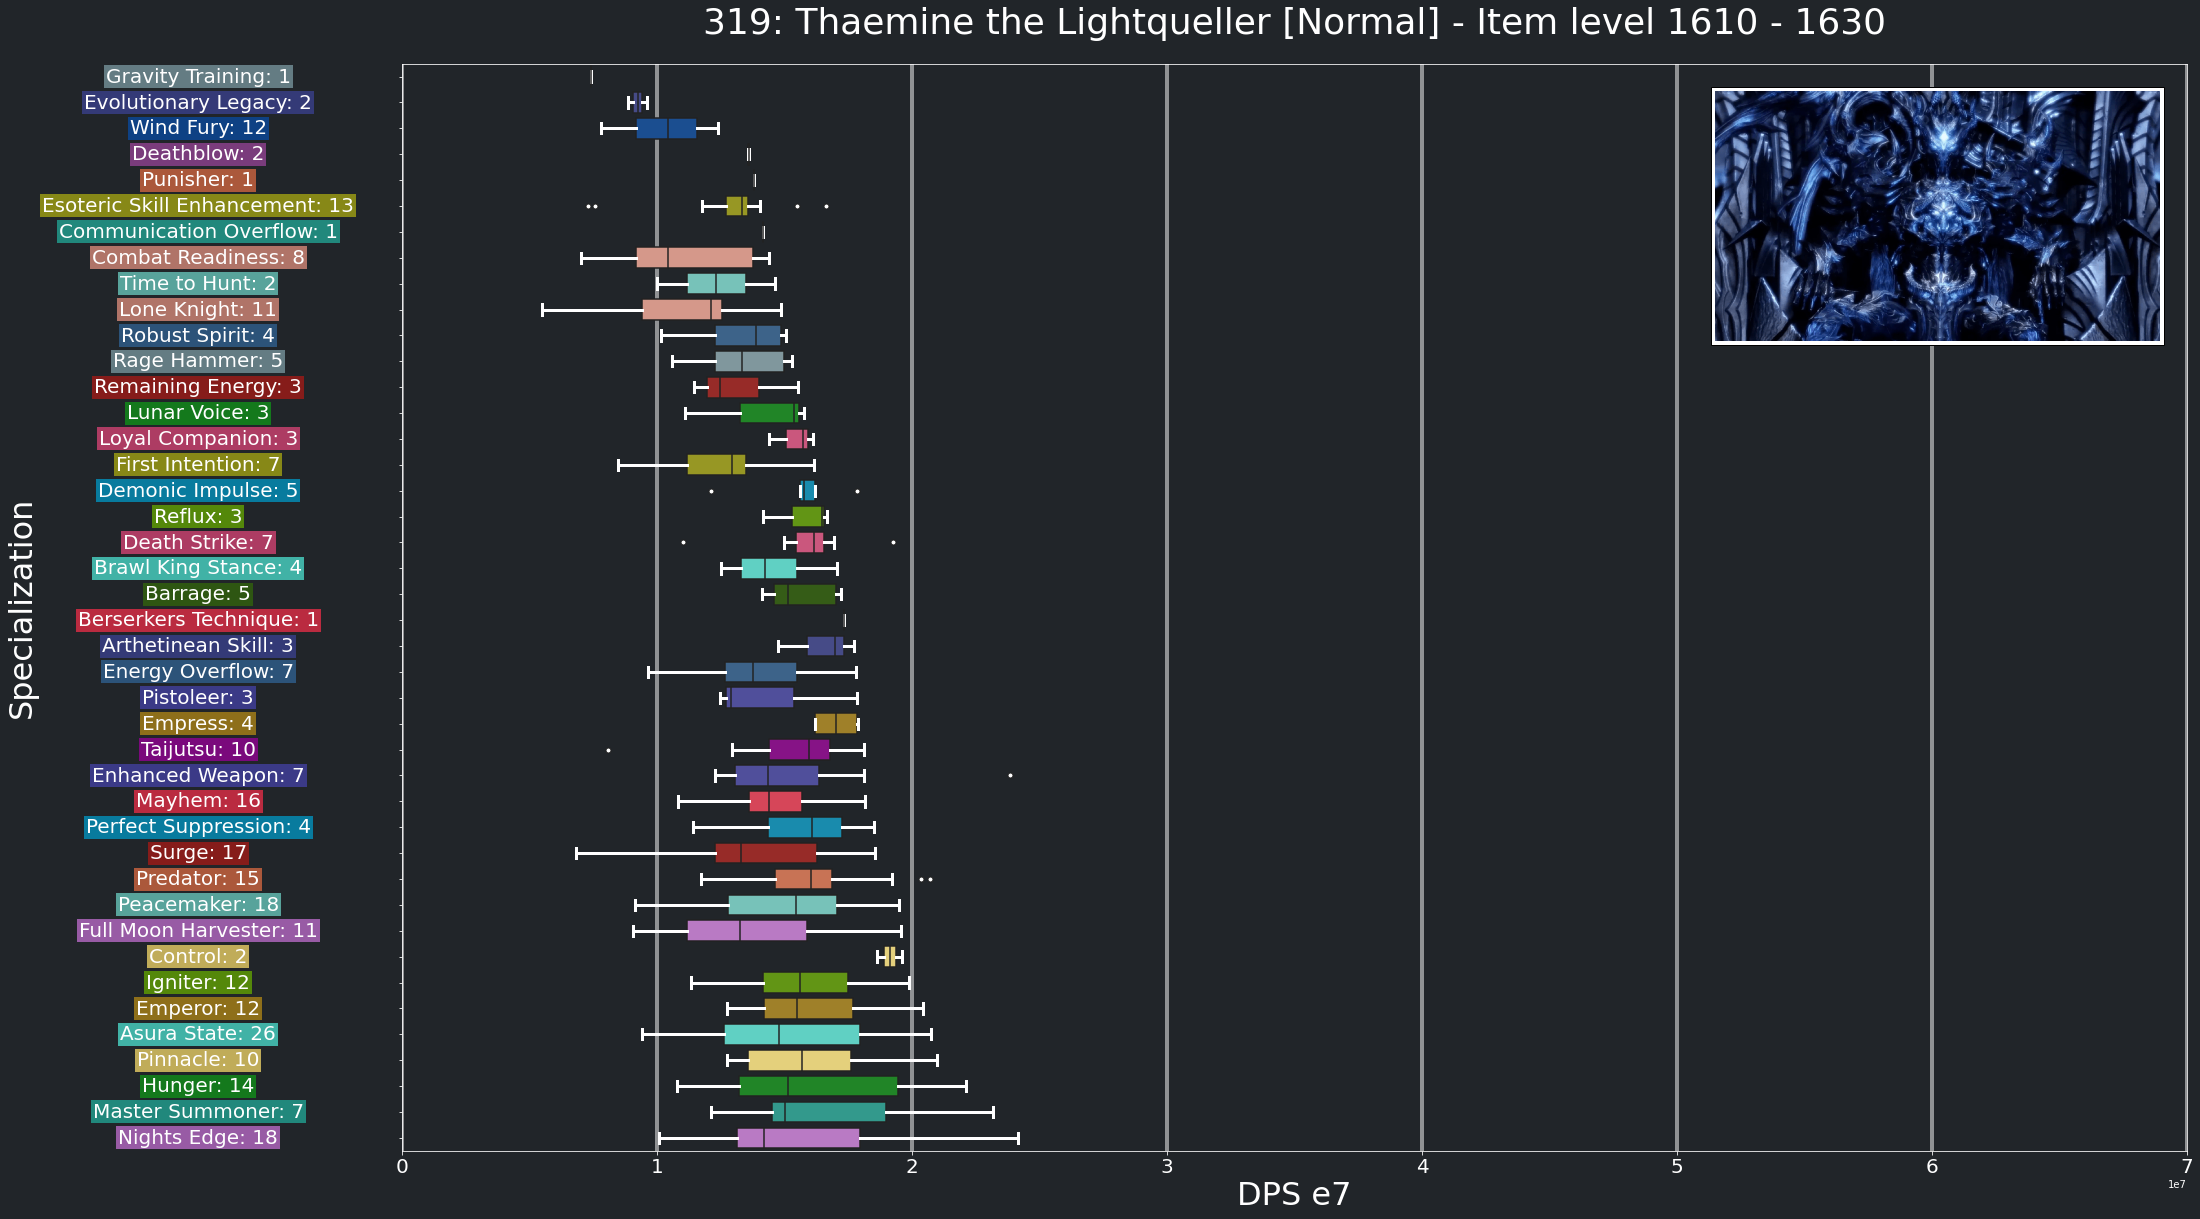 319: Thaemine the Lightqueller [Normal] - Item level 1610 - 1630
Specialization
Gravity Training: 1
Evolutionary Legacy: 2
Wind Fury: 12
Deathblow: 2
Punisher: 1
Esoteric Skill Enhancement: 13
Communication Overflow: 1
Combat Readiness: 8
Time to Hunt: 2
Lone Knight: 11
Robust Spirit: 4
Rage Hammer: 5
Remaining Energy: 3
Lunar Voice: 3
Loyal Companion: 3
First Intention: 7
Demonic Impulse: 5
Reflux: 3
Death Strike: 7
Brawl King Stance: 4
Barrage: 5
Berserkers Technique: 1
Arthetinean Skill: 3
Energy Overflow: 7
Pistoleer: 3
Empress: 4
Taijutsu: 10
Enhanced Weapon: 7
Mayhem: 16
Perfect Suppression: 4
Surge: 17
Predator: 15
Peacemaker: 18
Full Moon Harvester: 11
Control: 2
Igniter: 12
Emperor: 12
Asura State: 26
Pinnacle: 10
Hunger: 14
Master Summoner: 7
Nights Edge: 18
0 1 2 3 4 5 6 7
1e7
DPS e7